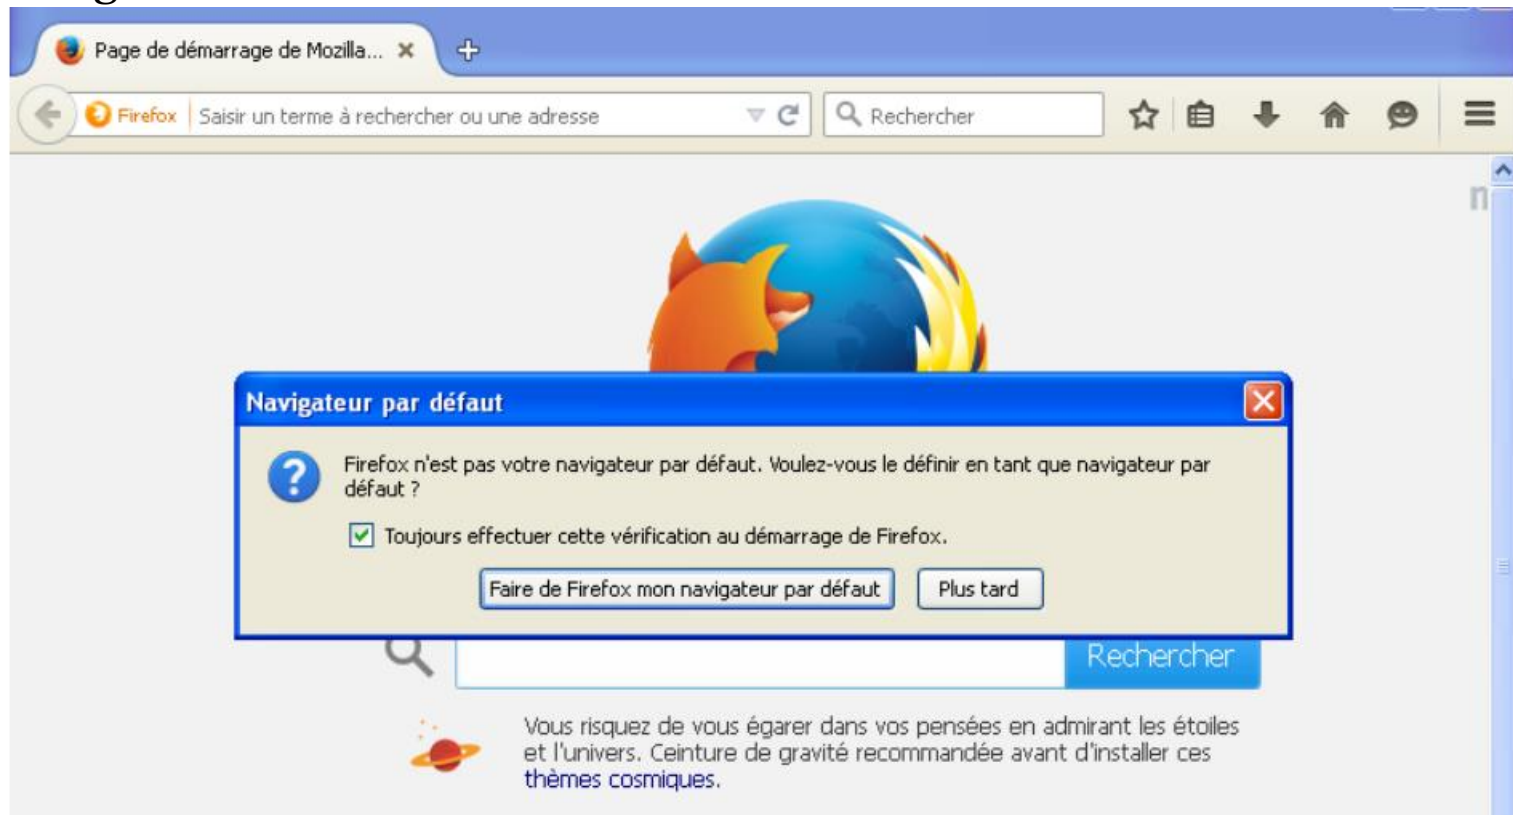 Page de démarrage de Mozilla...
Firefox Saisir un terme à rechercher ou une adresse
Rechercher
n
Navigateur par défaut
Firefox n'est pas votre navigateur par défaut. Voulez-vous le définir en tant que navigateur par
défaut ?
Toujours effectuer cette vérification au démarrage de Firefox.
Faire de Firefox mon navigateur par défaut
Plus tard
Rechercher
Vous risquez de vous égarer dans vos pensées en admirant les étoiles
et l'univers. Ceinture de gravité recommandée avant d'installer ces
thèmes cosmiques.